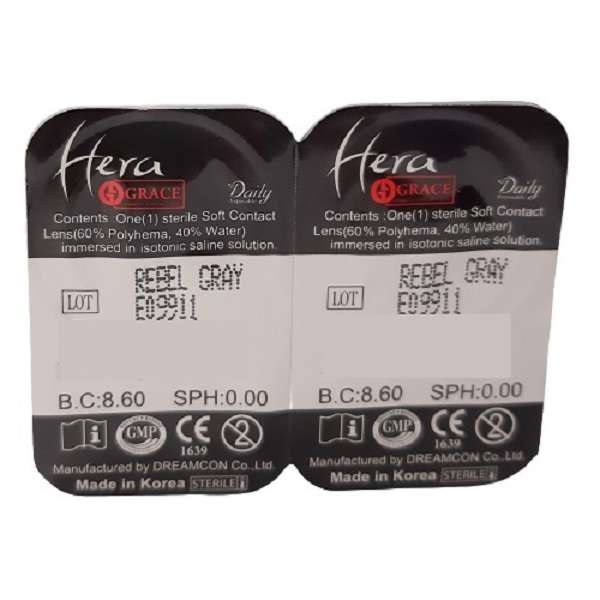 Hera
GRACE
Daily
Contents :One(1) sterile Soft Contact
Lens(60% Polyhema, 40% Water)
immersed in isotonic saline solution.
REBEL GRAY
LOT
E09911
B.C:8.60 SPH:0.00
GMP
CE
1639
2
Manufactured by DREAMCON Co.,Ltd.
Made in Korea STERILE
Hera
GRACE
Daily
Contents :One(1) sterile Soft Contact
Lens(60% Polyhema, 40% Water)
immersed in isotonic saline solution.
REBEL GRAY
LOT
E09911
B.C:8.60 SPH:0.00
GMP
CE
1639
2
Manufactured by DREAMCON Co.,Ltd.
Made in Korea STERILE